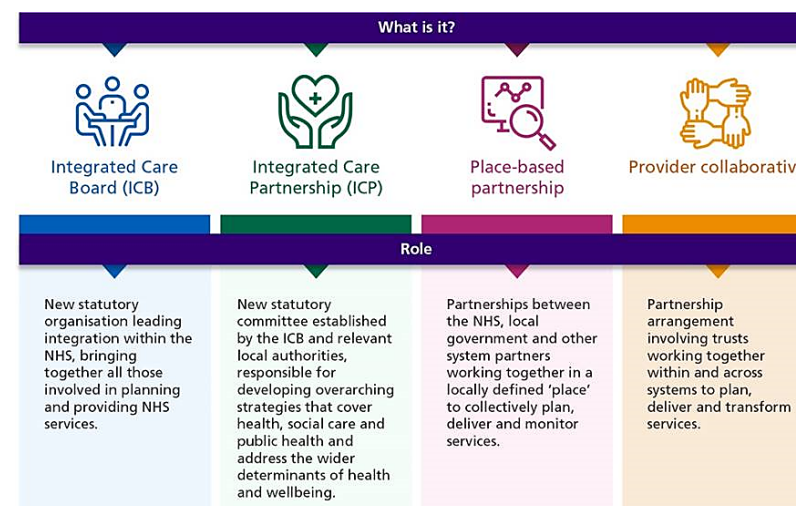 What is it?
Integrated Care
Board (ICB)
Integrated Care
Partnership (ICP)
Place-based
partnership
Provider collaborativ
Role
New statutory
organisation leading
integration within the
NHS, bringing
together all those
involved in planning
and providing NHS
services.
New statutory
committee established
by the ICB and relevant
local authorities,
responsible for
developing overarching
strategies that cover
health, social care and
public health and
address the wider
determinants of health
and wellbeing.
Partnerships between
the NHS, local
government and other
system partners
working together in a
locally defined ‘place’
to collectively plan,
deliver and monitor
services.
Partnership
arrangement
involving trusts
working together
within and across
systems to plan,
deliver and transform
services.